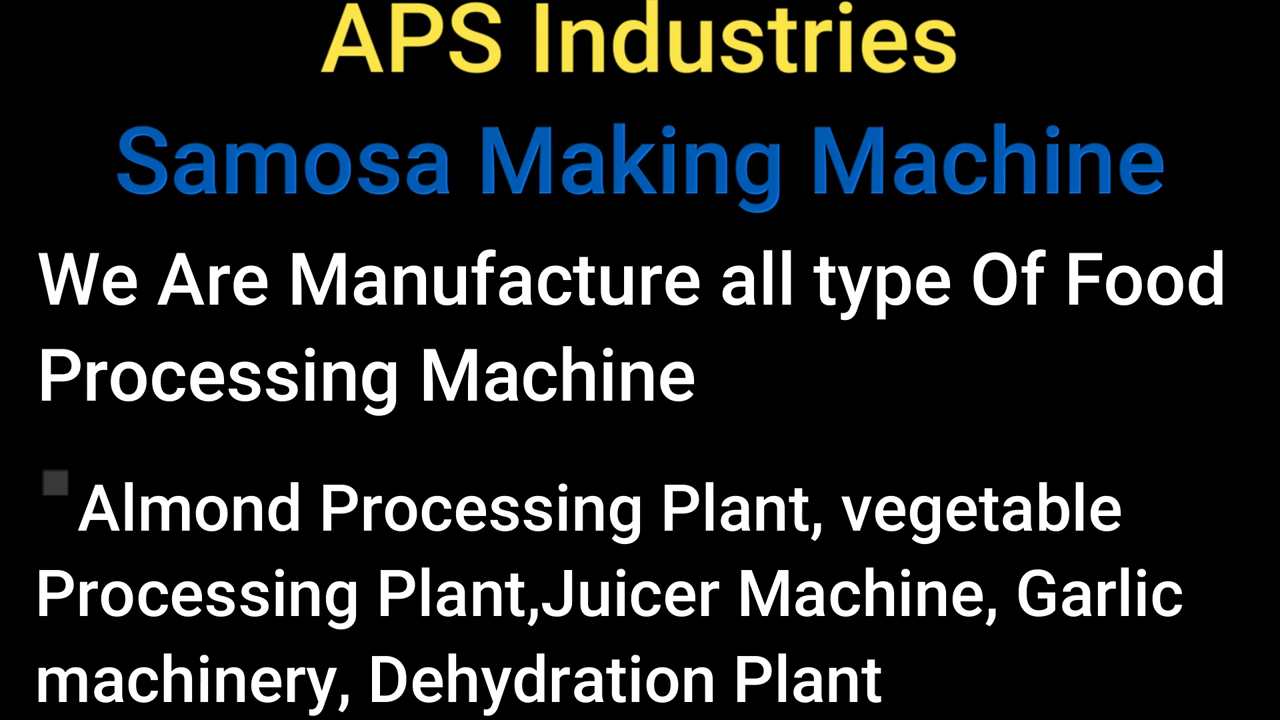 APS Industries
Samosa Making Machine
We Are Manufacture all type Of Food
Processing Machine
Almond Processing Plant, vegetable
Processing Plant,Juicer Machine, Garlic
machinery, Dehydration Plant